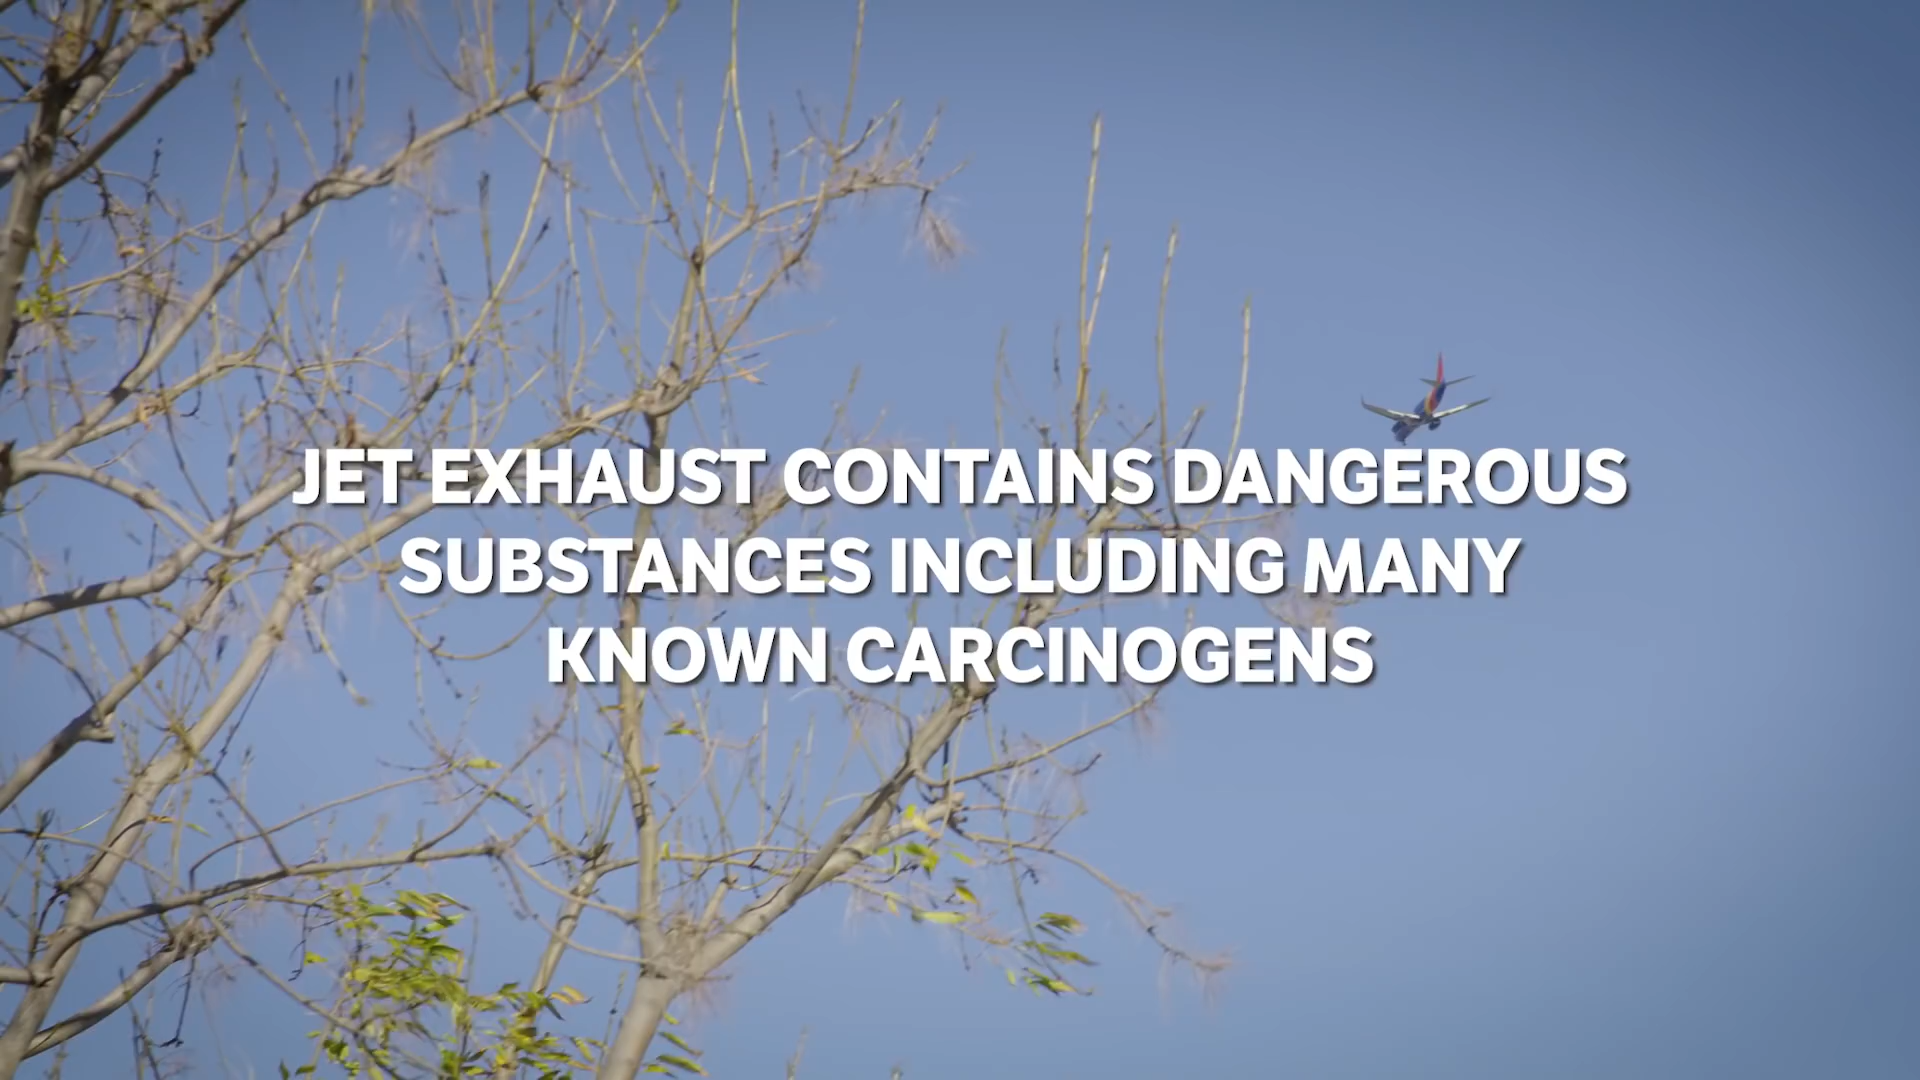 JET EXHAUST CONTAINS DANGEROUS
SUBSTANCES INCLUDING MANY
KNOWN CARCINOGENS